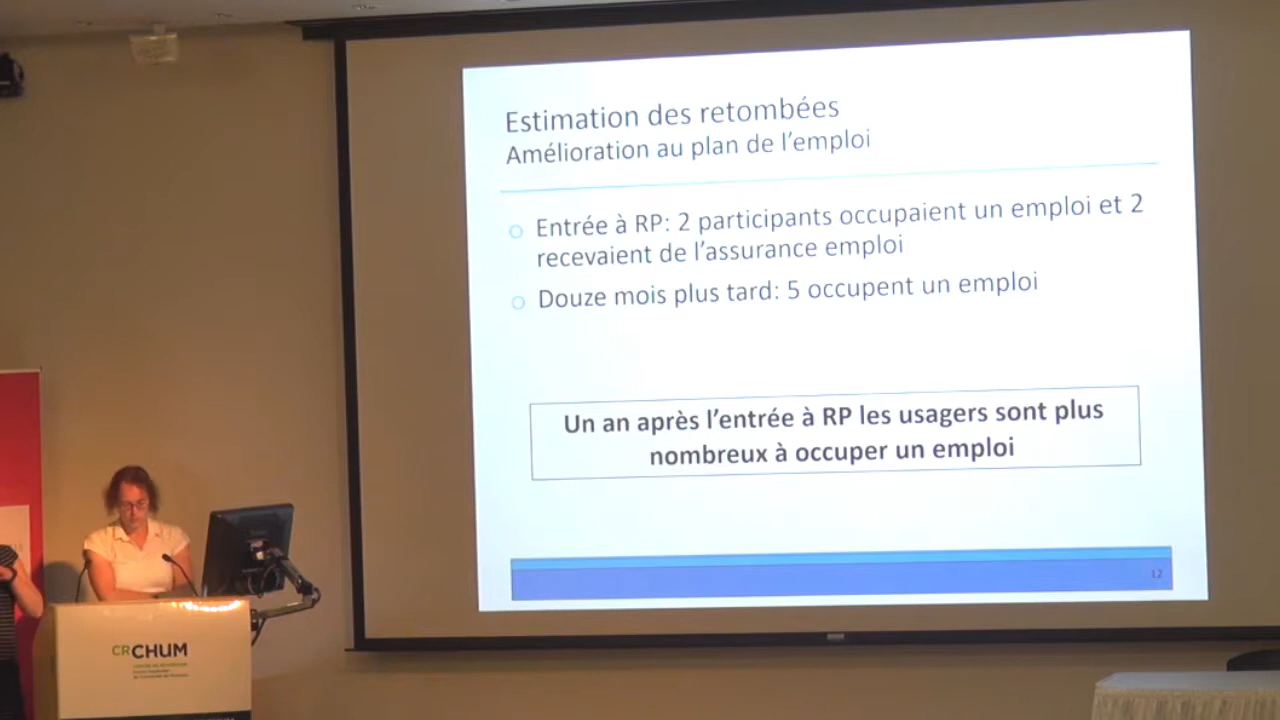 Estimation des retombées
Amélioration au plan de l'emploi
Entrée à RP: 2 participants occupaient un emploi et 2
recevaient de l'assurance emploi
Douze mois plus tard: 5 occupent un emploi
Un an après l'entrée à RP les usagers sont plus
nombreux à occuper un emploi
12
CRCHUM